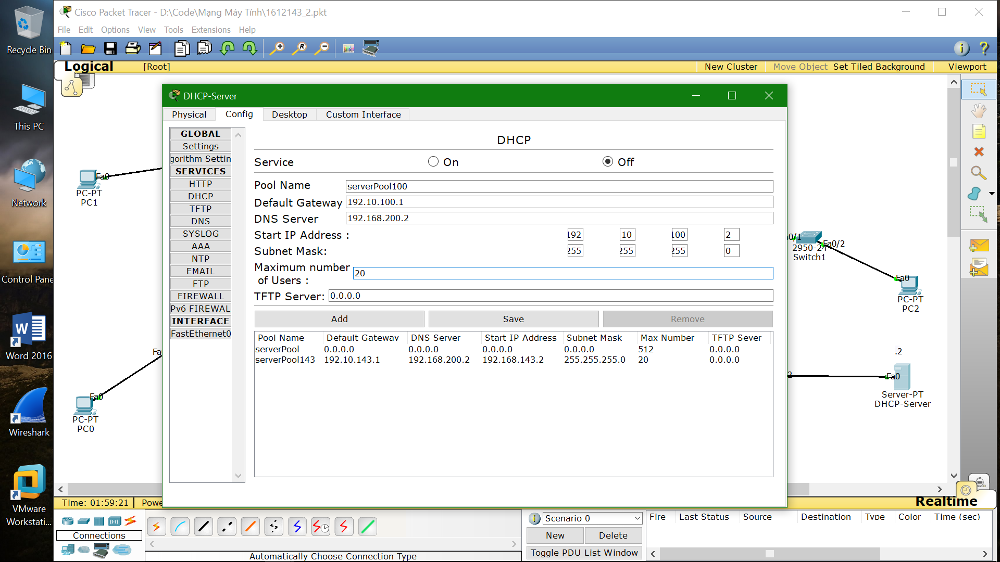 Cisco Packet Tracer - D:\Code\Mạng Máy Tính\1612143_2.pkt
File Edit Options View Tools Extensions Help
Logical [Root] New Cluster Move Object Set Tiled Background Viewport
Recycle Bin
This PC
Network
Control Pane
Word 2016
Wireshark
VMware
Workstati...
DHCP-Server
Physical Config Desktop Custom Interface
GLOBAL
Settings
gorithm Settin
SERVICES
HTTP
DHCP
TFTP
DNS
SYSLOG
AAA
NTP
EMAIL
FTP
FIREWALL
Pv6 FIREWAL
INTERFACE
FastEthernet0
DHCP
Service On Off
Pool Name serverPool100
Default Gateway 192.10.100.1
DNS Server 192.168.200.2
Start IP Address : 192 10 100 2
Subnet Mask: 255 255 255 0
Maximum number
of Users : 20
TFTP Server: 0.0.0.0
Add Save Remove
Pool Name Default Gateway DNS Server Start IP Address Subnet Mask Max Number TFTP Sever
serverPool 0.0.0.0 0.0.0.0 0.0.0.0 0.0.0.0 512 0.0.0.0
serverPool143 192.10.143.1 192.168.200.2 192.168.143.2 255.255.255.0 20 0.0.0.0
Fa0
PC-PT
PC1
Fa
Fa0
PC-PT
PC0
0/1 Fa0/2
2950-24
Switch1
Fa0
PC-PT
PC2
.2
2 Fa0
Server-PT
DHCP-Server
Time: 01:59:21 Powe
Realtime
Connections
Automatically Choose Connection Type
Scenario 0
New Delete
Toggle PDU List Window
Fire Last Status Source Destination Type Color Time (sec)